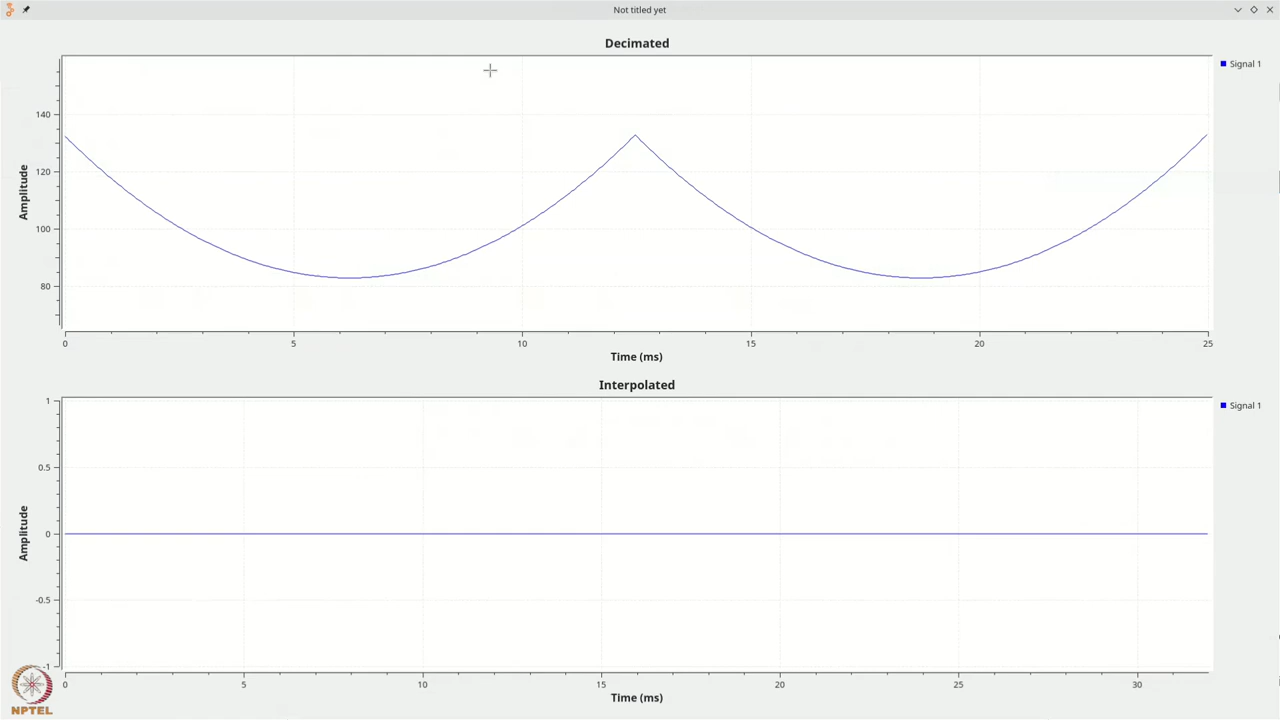 Not titled yet
Decimated
Signal 1
Amplitude
140
120
100
80
0 5 10 15 20 25
Time (ms)
Interpolated
Signal 1
Amplitude
1
0.5
0
-0.5
-1
0 5 10 15 20 25 30
Time (ms)
NPTEL